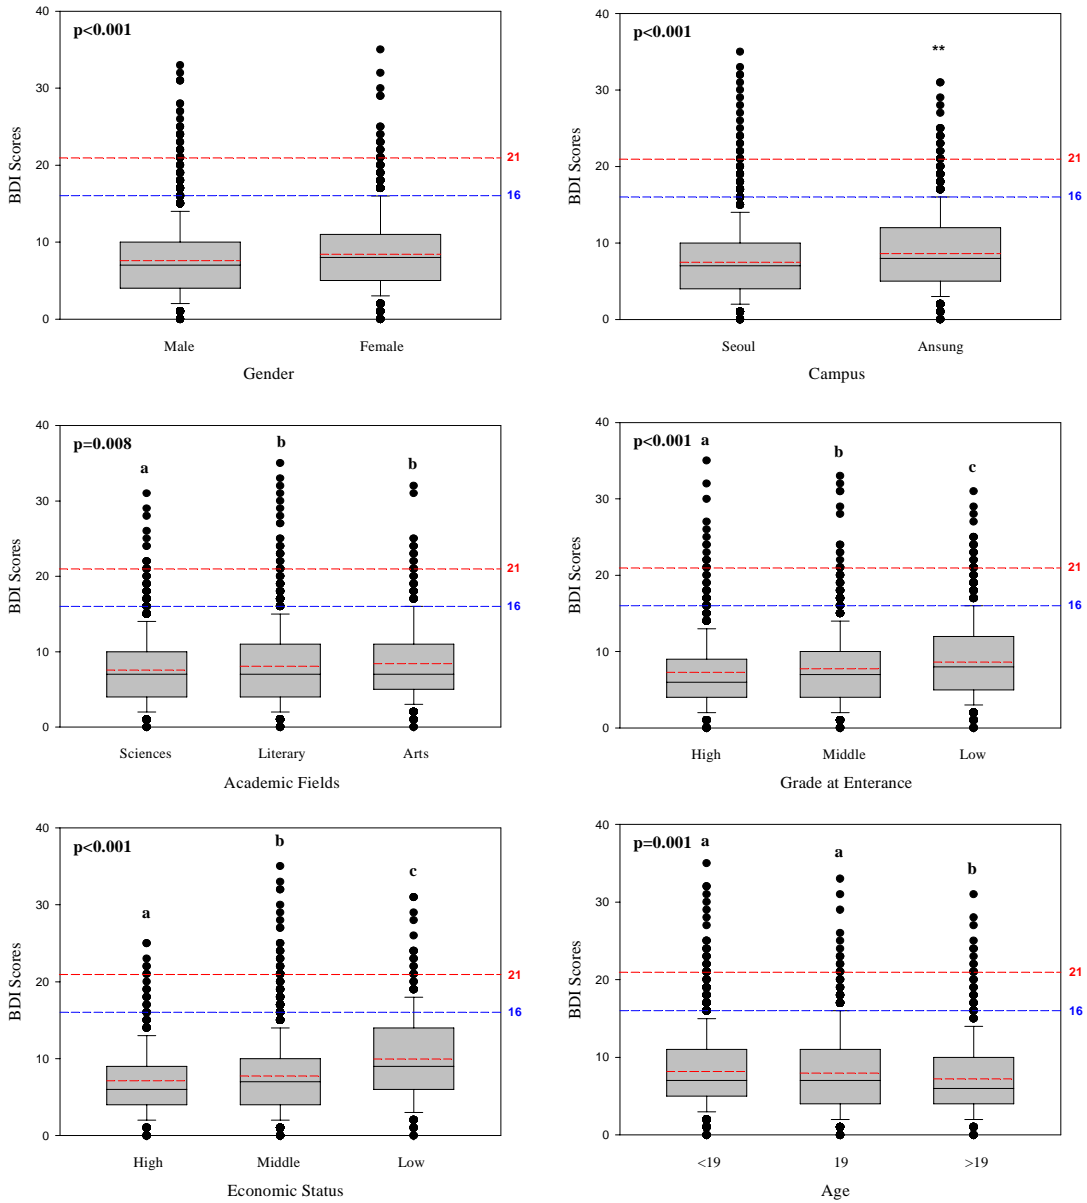 40
p<0.001
30
21
20
16
10
0
BDI Scores
Male Female
Gender
40
p<0.001
**
30
21
20
16
10
0
BDI Scores
Seoul Ansung
Campus
40
p=0.008
a b b
30
21
20
16
10
0
BDI Scores
Sciences Literary Arts
Academic Fields
40
p<0.001 a b c
30
21
20
16
10
0
BDI Scores
High Middle Low
Grade at Enterance
40
p<0.001
a b c
30
21
20
16
10
0
BDI Scores
High Middle Low
Economic Status
40
p=0.001 a a b
30
21
20
16
10
0
BDI Scores
<19 19 >19
Age